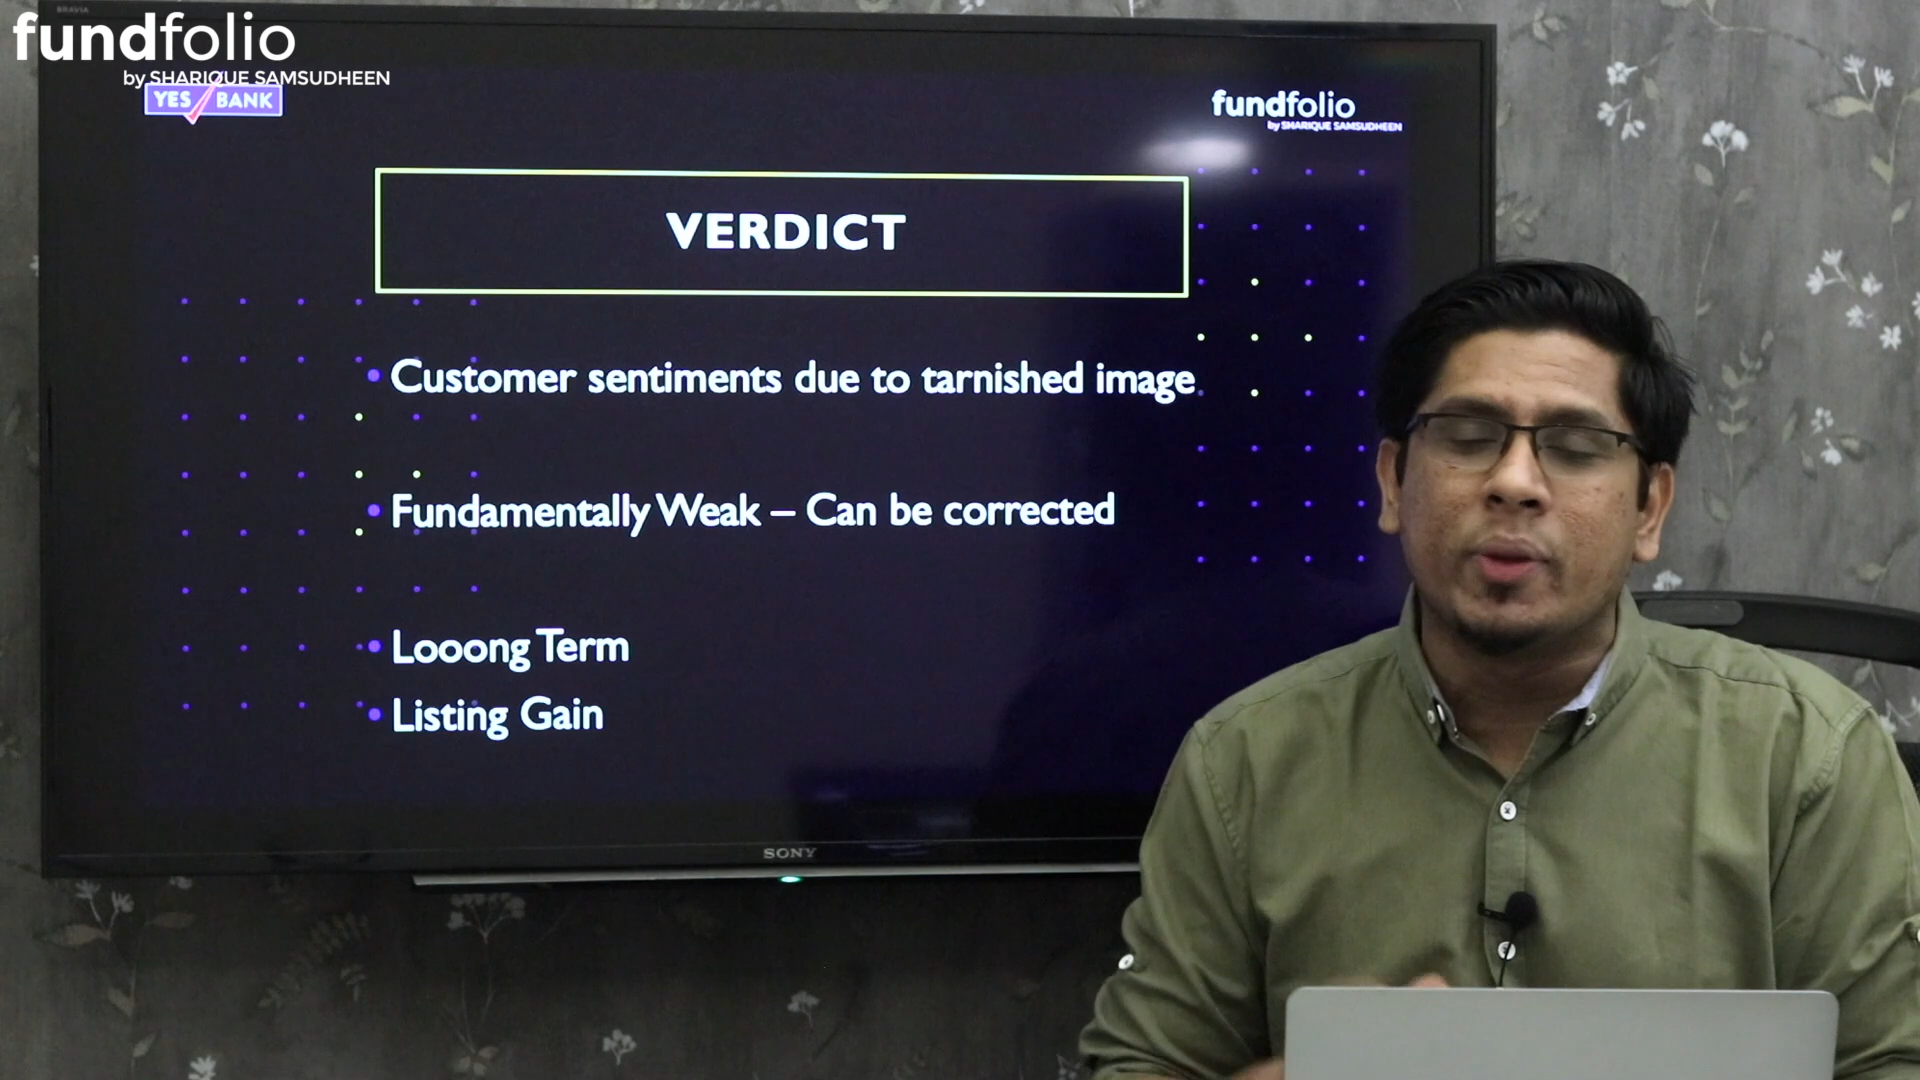 BRAVIA
fundfolio
by SHARIQUE SAMSUDHEEN
YES BANK
fundfolio
by SHARIQUE SAMSUDHEEN
VERDICT
• Customer sentiments due to tarnished image
• Fundamentally Weak – Can be corrected
• Looong Term
• Listing Gain
SONY